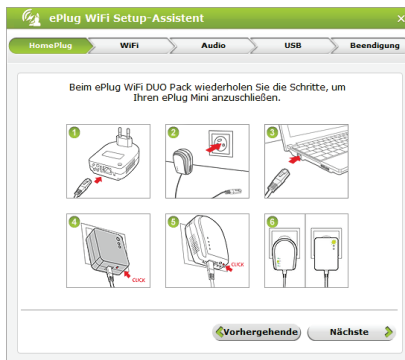 ePlug WiFi Setup-Assistent
HomePlug
WiFi
Audio
USB
Beendigung
Beim ePlug WiFi DUO Pack wiederholen Sie die Schritte, um
Ihren ePlug Mini anzuschließen.
1
2
3
4
CLICK
5
CLICK
6
Vorhergehende
Nächste